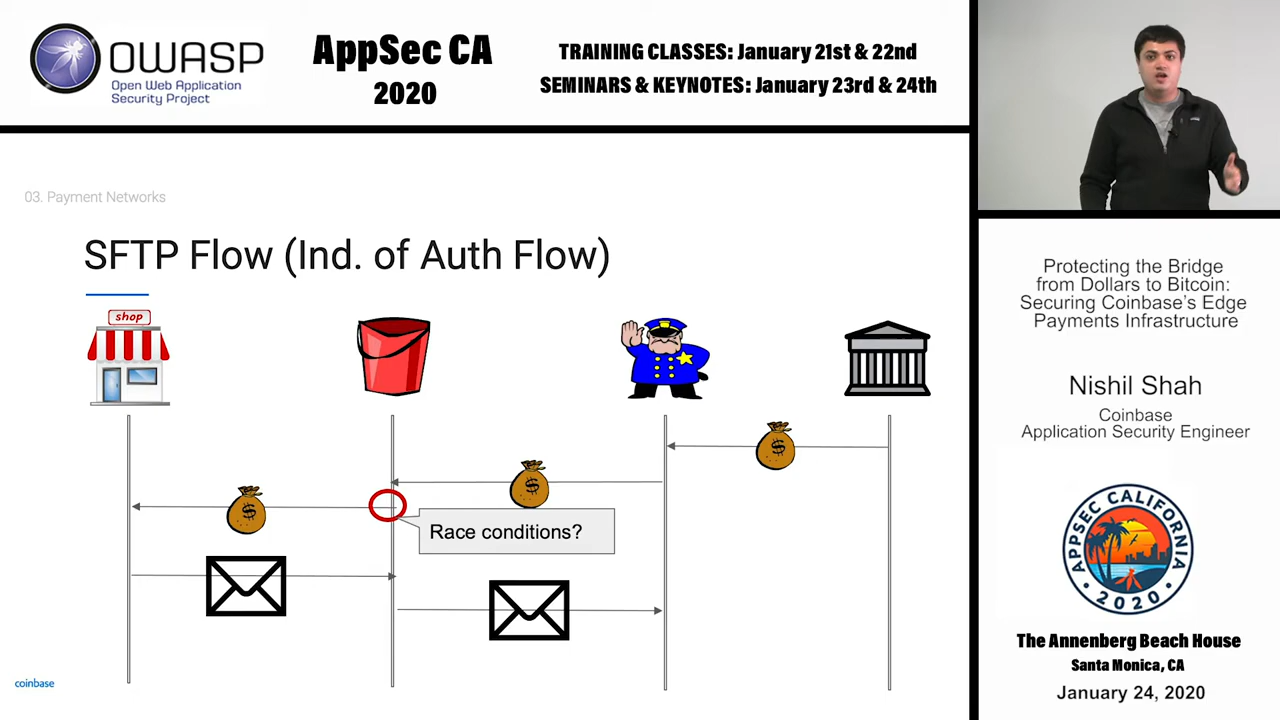 OWASP
Open Web Application
Security Project
AppSec CA
2020
TRAINING CLASSES: January 21st & 22nd
SEMINARS & KEYNOTES: January 23rd & 24th
03. Payment Networks
SFTP Flow (Ind. of Auth Flow)
shop
$
$
$
Race conditions?
coinbase
Protecting the Bridge
from Dollars to Bitcoin:
Securing Coinbase's Edge
Payments Infrastructure
Nishil Shah
Coinbase
Application Security Engineer
APPSEC CALIFORNIA
• 2020 •
The Annenberg Beach House
Santa Monica, CA
January 24, 2020